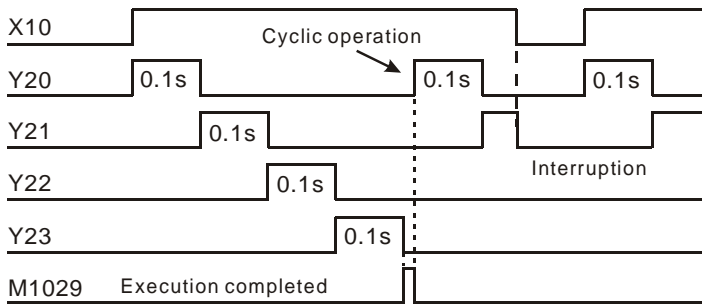 X10
Cyclic operation
Y20
0.1s
0.1s
0.1s
Y21
0.1s
Interruption
Y22
0.1s
Y23
0.1s
M1029
Execution completed